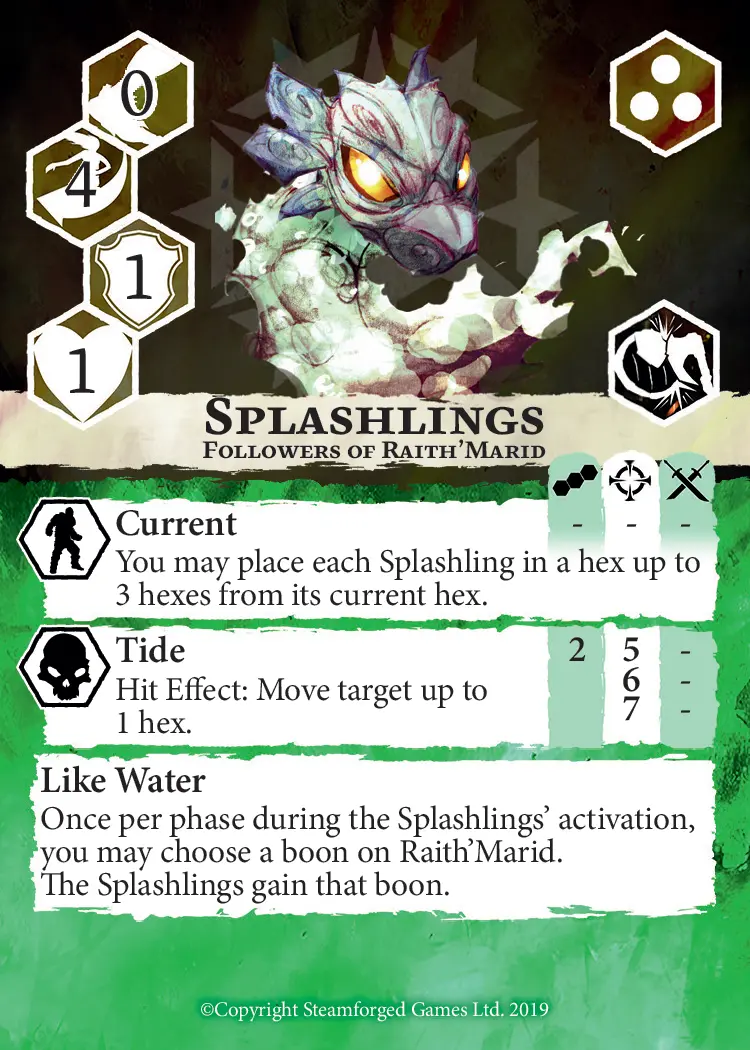 0
4
1
1
Splashlings
Followers of Raith'Marid
Current
- - -
You may place each Splashling in a hex up to
3 hexes from its current hex.
Tide
2 5 -
6 -
7 -
Hit Effect: Move target up to
1 hex.
Like Water
Once per phase during the Splashlings' activation,
you may choose a boon on Raith'Marid.
The Splashlings gain that boon.
©Copyright Steamforged Games Ltd. 2019